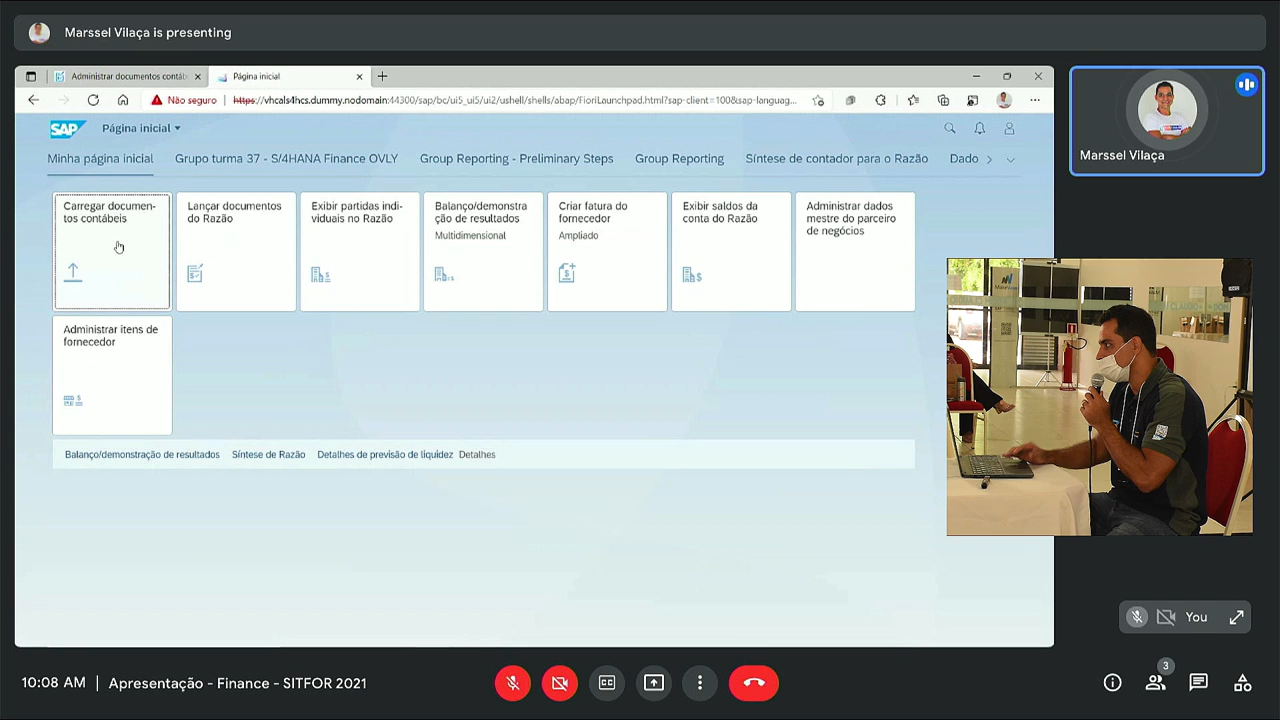 Marssel Vilaça is presenting
Administrar documentos contáb
Página inicial
Não seguro
https://vhcals4hcs.dummy.nodomain:44300/sap/bc/ui5_ui5/ui2/ushell/shells/abap/FioriLaunchpad.html?sap-client=100&sap-languag...
SAP
Página inicial
Minha página inicial
Grupo turma 37 - S/4HANA Finance OVLY
Group Reporting - Preliminary Steps
Group Reporting
Síntese de contador para o Razão
Dado
Carregar documen-
tos contábeis
Lançar documentos
do Razão
Exibir partidas indi-
viduais no Razão
Balanço/demonstra
ção de resultados
Multidimensional
Criar fatura do
fornecedor
Ampliado
Exibir saldos da
conta do Razão
Administrar dados
mestre do parceiro
de negócios
Administrar itens de
fornecedor
Balanço/demonstração de resultados
Síntese de Razão
Detalhes de previsão de liquidez
Detalhes
Marssel Vilaça
You
10:08 AM | Apresentação - Finance - SITFOR 2021
3